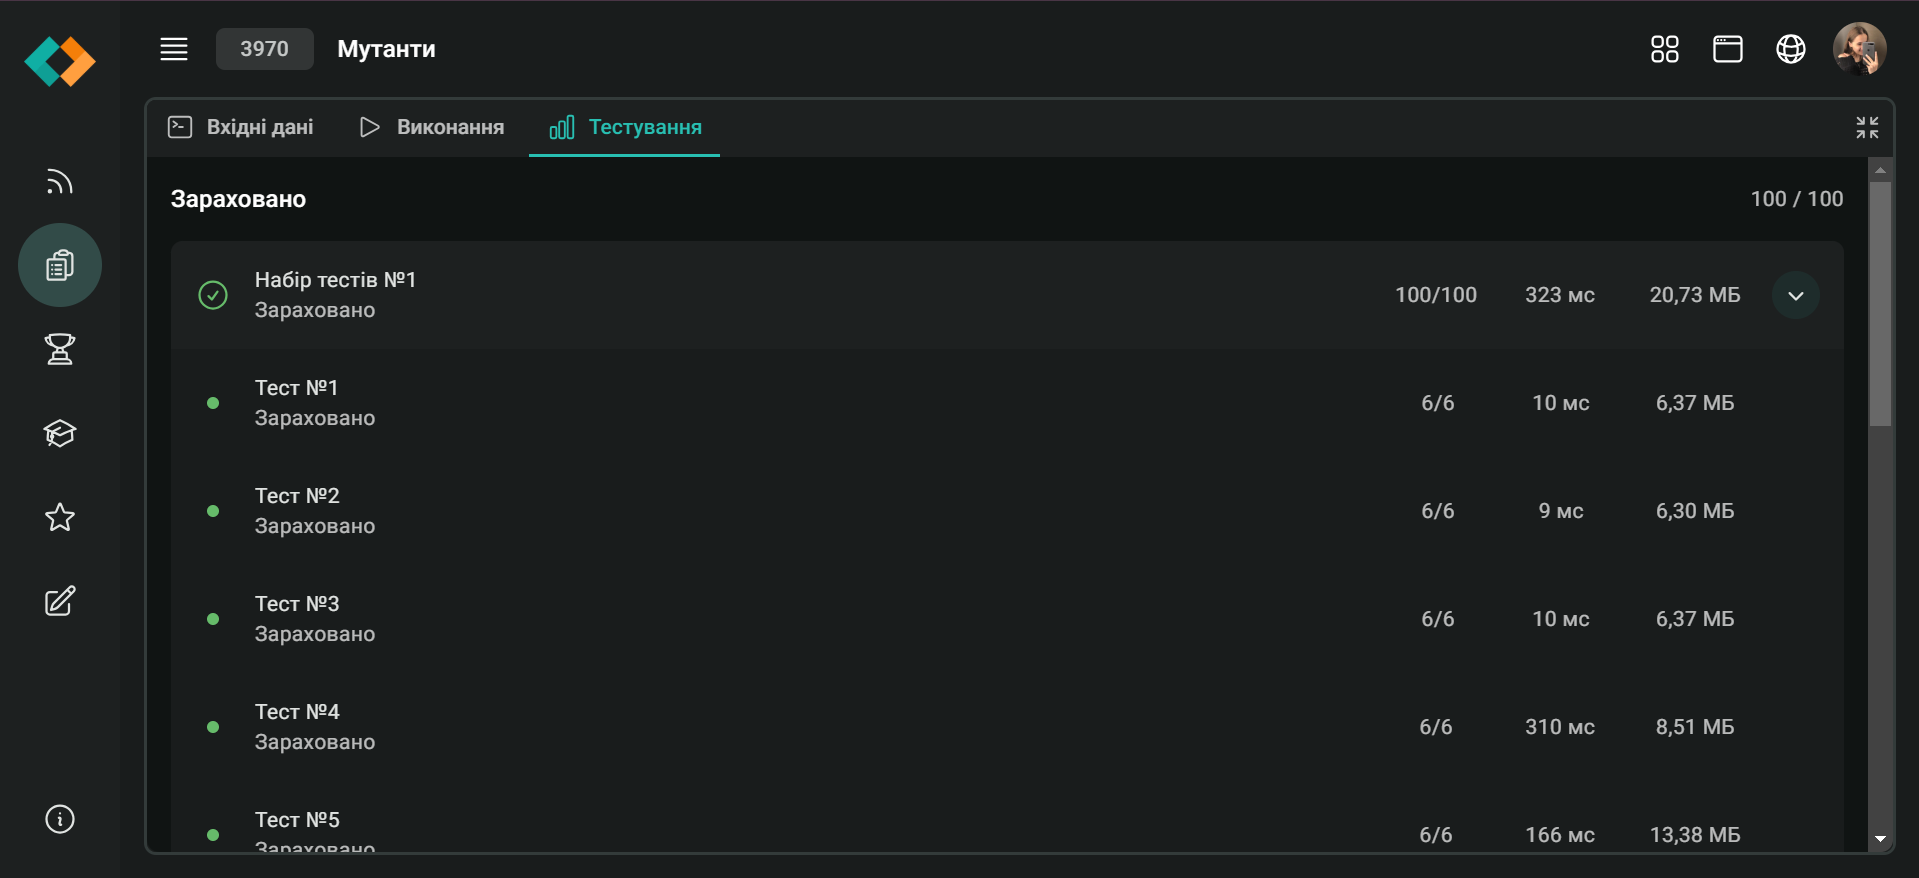 3970 Мутанти
Вхідні дані Виконання Тестування
Зараховано 100 / 100
Набір тестів №1
Зараховано
100/100 323 мс 20,73 МБ
Тест №1
Зараховано
6/6 10 мс 6,37 МБ
Тест №2
Зараховано
6/6 9 мс 6,30 МБ
Тест №3
Зараховано
6/6 10 мс 6,37 МБ
Тест №4
Зараховано
6/6 310 мс 8,51 МБ
Тест №5
Зараховано
6/6 166 мс 13,38 МБ